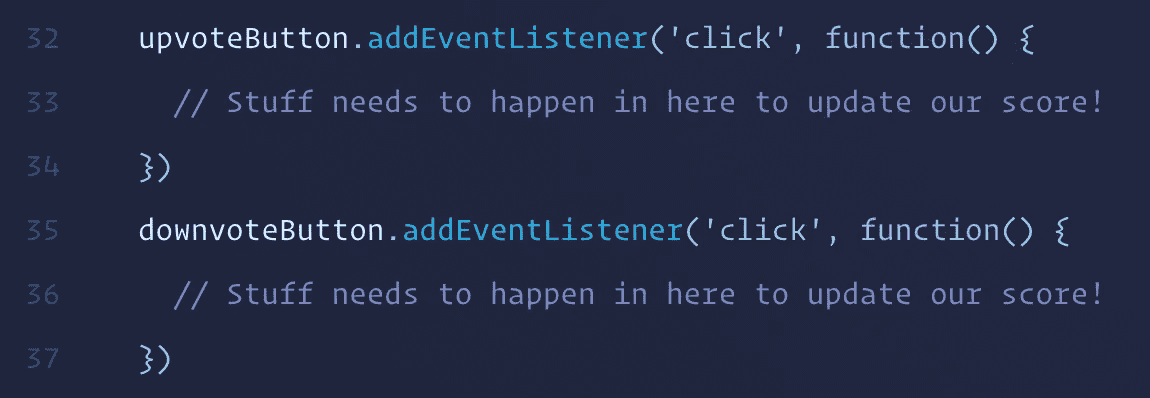 32 upvoteButton.addEventListener('click', function() {
33 // Stuff needs to happen in here to update our score!
34 })
35 downvoteButton.addEventListener('click', function() {
36 // Stuff needs to happen in here to update our score!
37 })